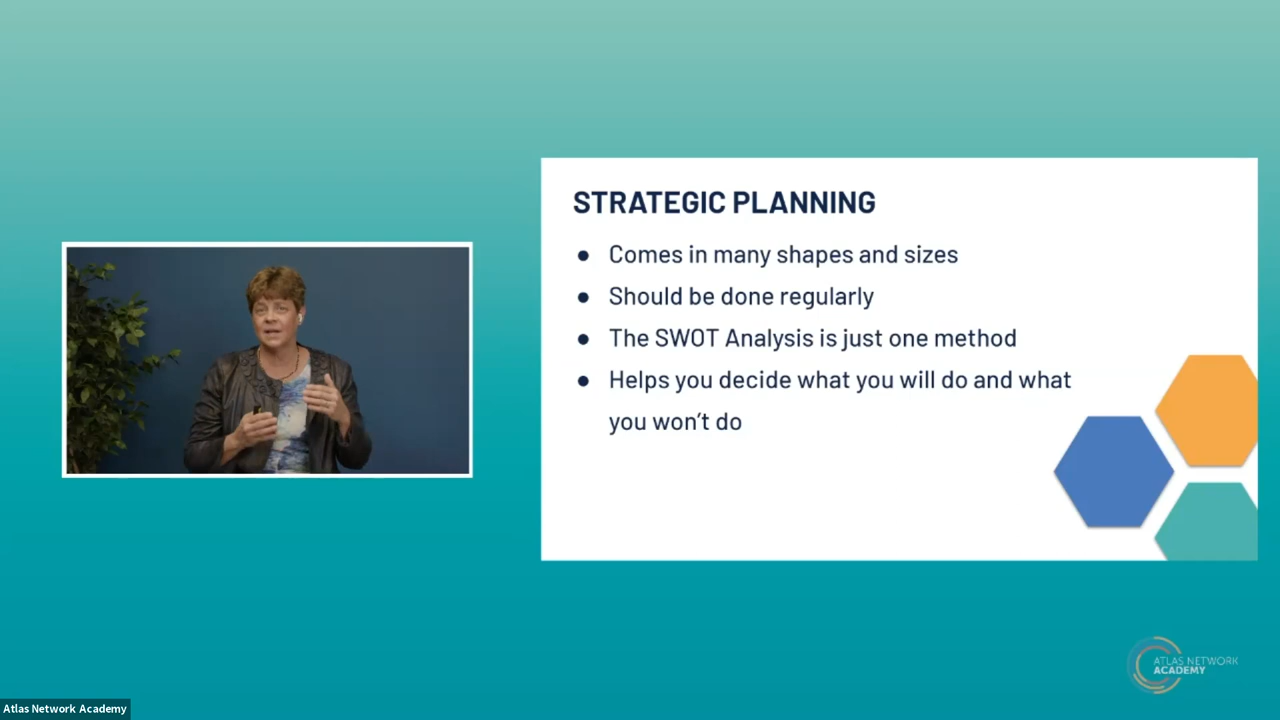 STRATEGIC PLANNING
● Comes in many shapes and sizes
● Should be done regularly
● The SWOT Analysis is just one method
● Helps you decide what you will do and what
you won’t do
ATLAS NETWORK
ACADEMY
Atlas Network Academy